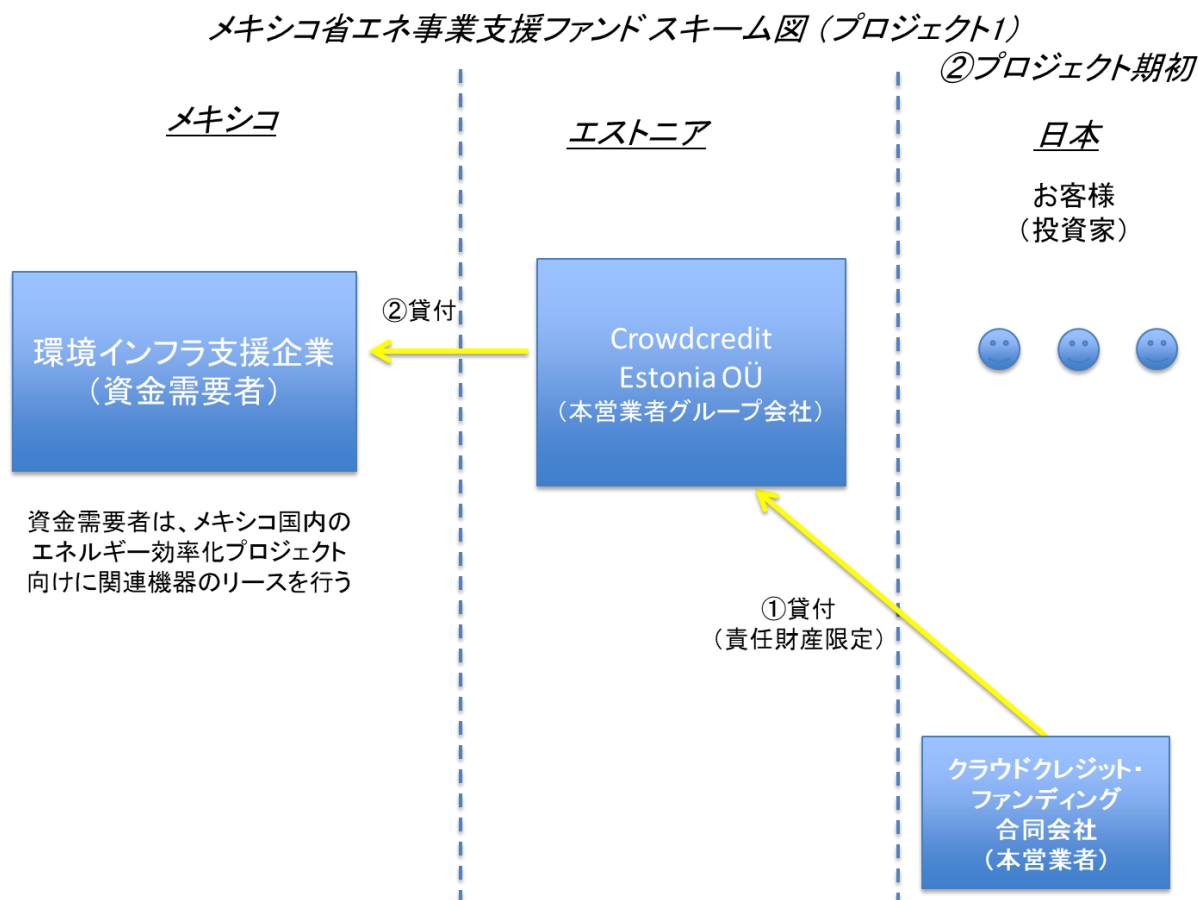 メキシコ省エネ事業支援ファンド スキーム図（プロジェクト1）
②プロジェクト期初
メキシコ
エストニア
日本
お客様
（投資家）
②貸付
環境インフラ支援企業
（資金需要者）
Crowdcredit
Estonia OÜ
（本営業者グループ会社）
資金需要者は、メキシコ国内の
エネルギー効率化プロジェクト
向けに関連機器のリースを行う
①貸付
（責任財産限定）
クラウドクレジット・
ファンディング
合同会社
（本営業者）